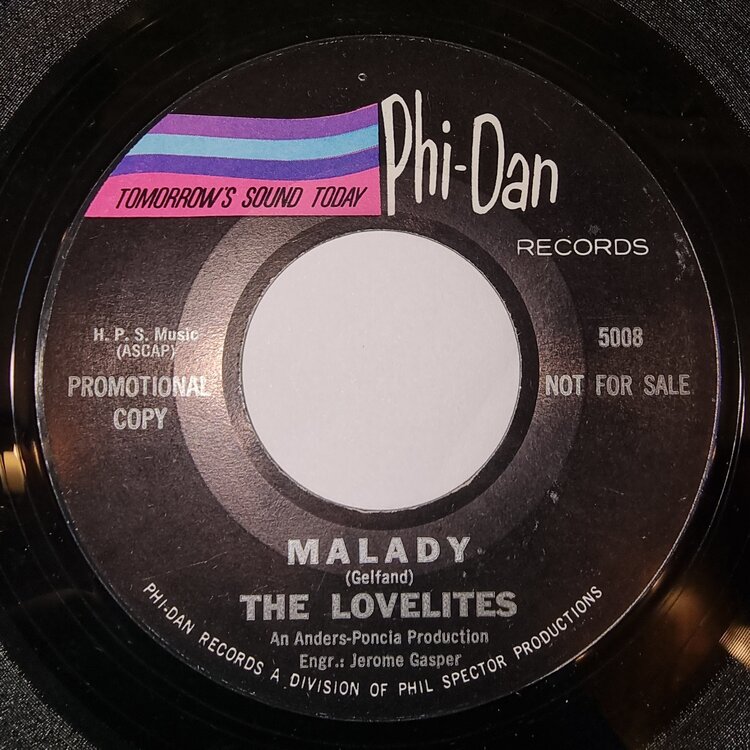 Phi-Dan
TOMORROW'S SOUND TODAY
RECORDS
H. P. S. Music
(ASCAP)
5008
PROMOTIONAL
COPY
NOT FOR SALE
MALADY
(Gelfand)
THE LOVELITES
An Anders-Poncia Production
Engr.: Jerome Gasper
PHI-DAN RECORDS A DIVISION OF PHIL SPECTOR PRODUCTIONS